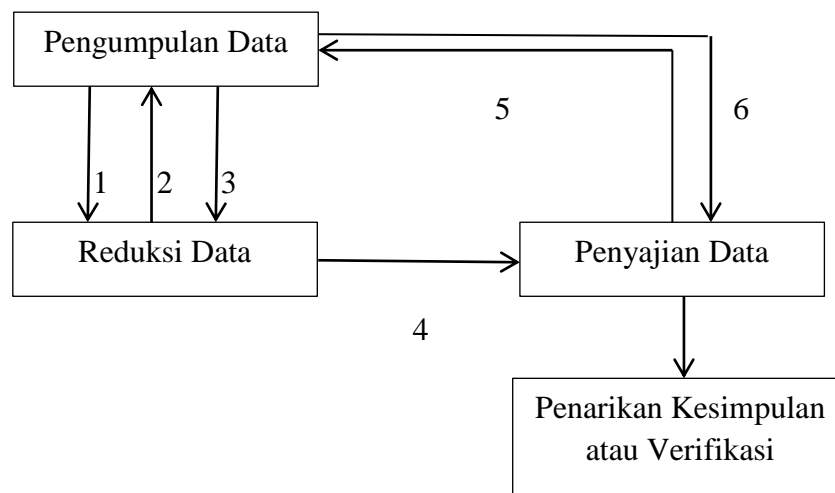 Pengumpulan Data
5
6
1
2
3
Reduksi Data
Penyajian Data
4
Penarikan Kesimpulan
atau Verifikasi